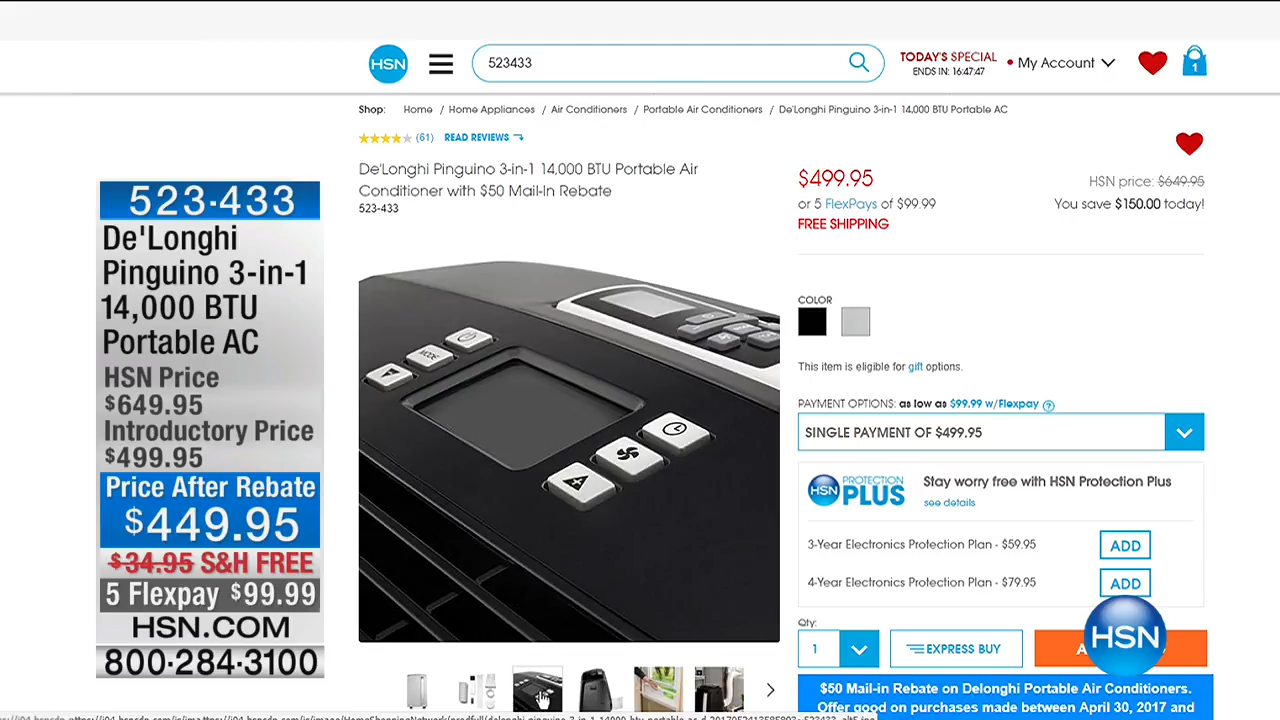 HSN
523433
TODAY'S SPECIAL
ENDS IN: 16:47:47
My Account
1
Shop: Home / Home Appliances / Air Conditioners / Portable Air Conditioners / De'Longhi Pinguino 3-in-1 14,000 BTU Portable AC
(61) READ REVIEWS
De'Longhi Pinguino 3-in-1 14,000 BTU Portable Air
Conditioner with $50 Mail-In Rebate
523-433
$499.95
HSN price: $649.95
or 5 FlexPays of $99.99
You save $150.00 today!
FREE SHIPPING
523-433
De'Longhi
Pinguino 3-in-1
14,000 BTU
Portable AC
HSN Price
$649.95
Introductory Price
$499.95
Price After Rebate
$449.95
$34.95 S&H FREE
5 Flexpay $99.99
HSN.COM
800·284·3100
MODE
COLOR
This item is eligible for gift options.
PAYMENT OPTIONS: as low as $99.99 w/Flexpay ?
SINGLE PAYMENT OF $499.95
HSN PROTECTION PLUS
Stay worry free with HSN Protection Plus
see details
3-Year Electronics Protection Plan - $59.95
ADD
4-Year Electronics Protection Plan - $79.95
ADD
Qty:
1
EXPRESS BUY
HSN
$50 Mail-in Rebate on Delonghi Portable Air Conditioners.
Offer good on purchases made between April 30, 2017 and